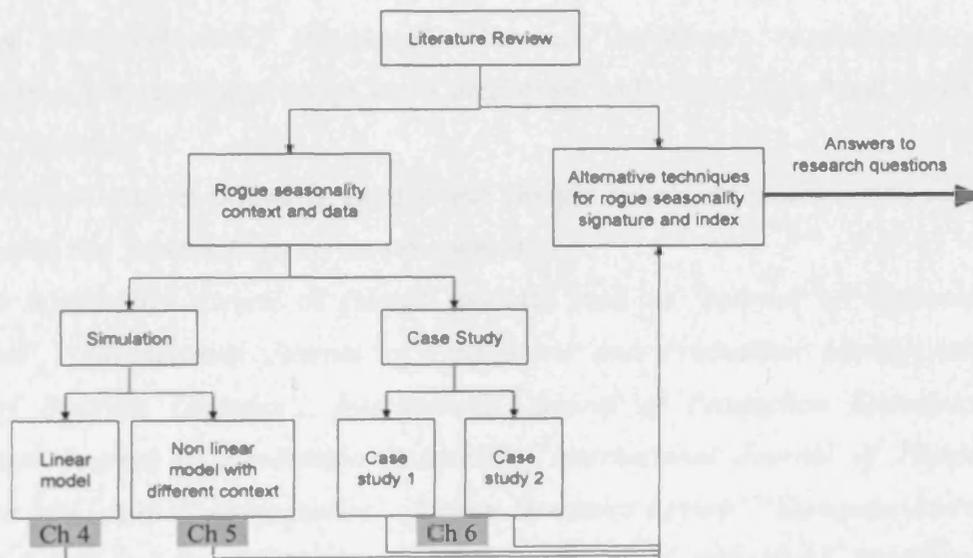 Literature Review
Answers to
research questions
Rogue seasonality
context and data
Alternative techniques
for rogue seasonality
signature and index
Simulation
Case Study
Linear
model
Non linear
model with
different context
Case
study 1
Case
study 2
Ch 4
Ch 5
Ch 6